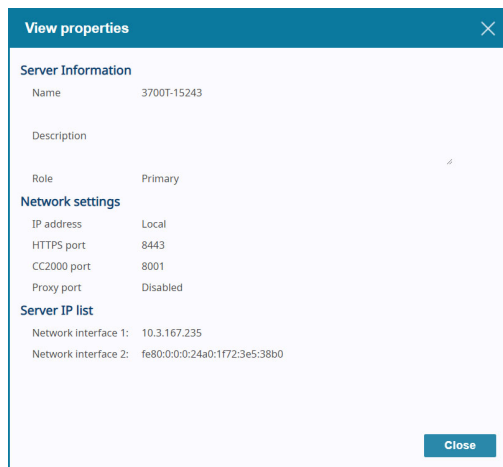 View properties
Server Information
Name 3700T-15243
Description
Role Primary
Network settings
IP address Local
HTTPS port 8443
CC2000 port 8001
Proxy port Disabled
Server IP list
Network interface 1: 10.3.167.235
Network interface 2: fe80:0:0:0:24a0:1f72:3e5:38b0
Close